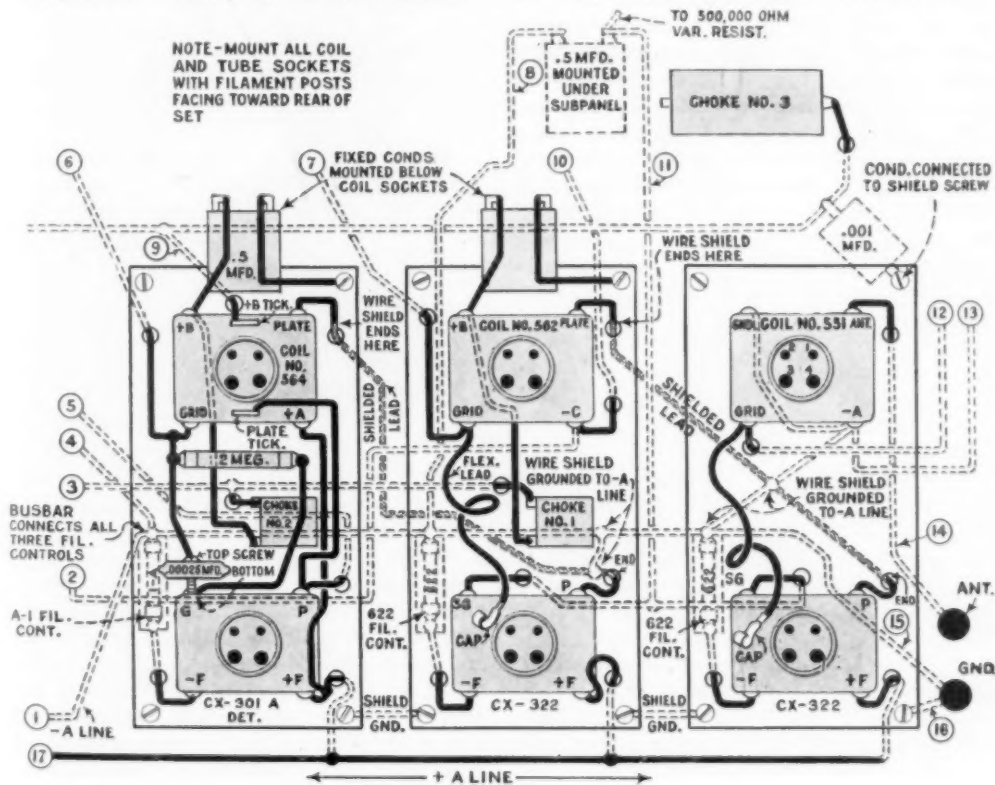 NOTE-MOUNT ALL COIL
AND TUBE SOCKETS
WITH FILAMENT POSTS
FACING TOWARD REAR OF
SET
TO 500,000 OHM
VAR. RESIST.
8
.5 MFD.
MOUNTED
UNDER
SUBPANEL
CHOKE NO. 3
6
7
FIXED CONDS.
MOUNTED BELOW
COIL SOCKETS
10
11
COND. CONNECTED
TO SHIELD SCREW
9
.5
MFD.
.001
MFD.
WIRE SHIELD
ENDS HERE
+B TICK.
+B
PLATE
COIL
NO.
564
GRID
+A
PLATE
TICK.
WIRE
SHIELD
ENDS
HERE
SHIELDED
LEAD
+B
COIL NO. 562
PLATE
GRID
-C
SHIELDED
LEAD
GND.
COIL NO. 551
ANT.
2 1
3 4
GRID
-A
12
13
5
4
3
2 MEG.
FLEX.
LEAD
WIRE SHIELD
GROUNDED TO -A
LINE
WIRE SHIELD
GROUNDED
TO -A LINE
BUSBAR
CONNECTS ALL
THREE FIL.
CONTROLS
CHOKE
NO. 2
CHOKE
NO. 1
14
2
TOP SCREW
.00025 MFD.
BOTTOM
G
P
A-1 FIL.
CONT.
622
FIL.
CONT.
SG
CAP
P
END
622
FIL.
CONT.
SG
CAP
P
END
ANT.
15
GND.
1
-A LINE
-F
+F
CX-301 A
DET.
SHIELD
GND.
-F
+F
CX-322
SHIELD
GND.
-F
+F
CX-322
16
17
+ A LINE